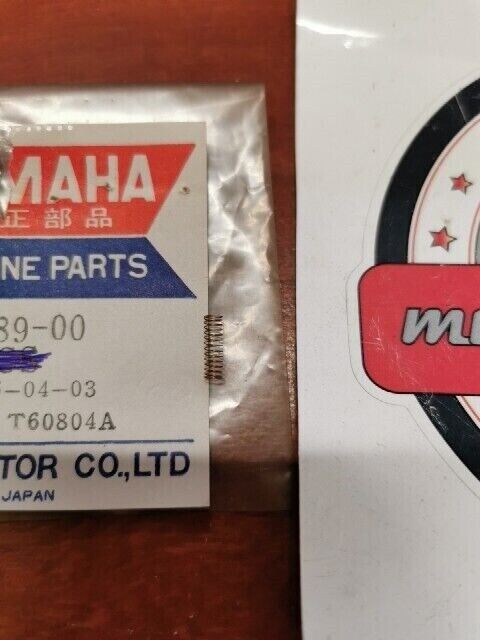 MAHA
正部品
NE PARTS
89-00
-04-03
T60804A
TOR CO.,LTD
JAPAN